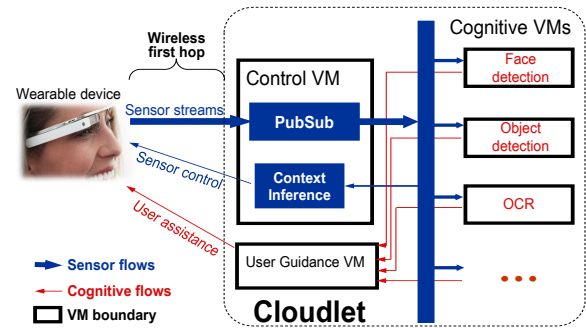 Wireless
first hop
Cognitive VMs
Control VM
Wearable device
Sensor streams
PubSub
Face
detection
Object
detection
Sensor control
Context
Inference
OCR
User assistance
User Guidance VM
Sensor flows
Cognitive flows
VM boundary
Cloudlet